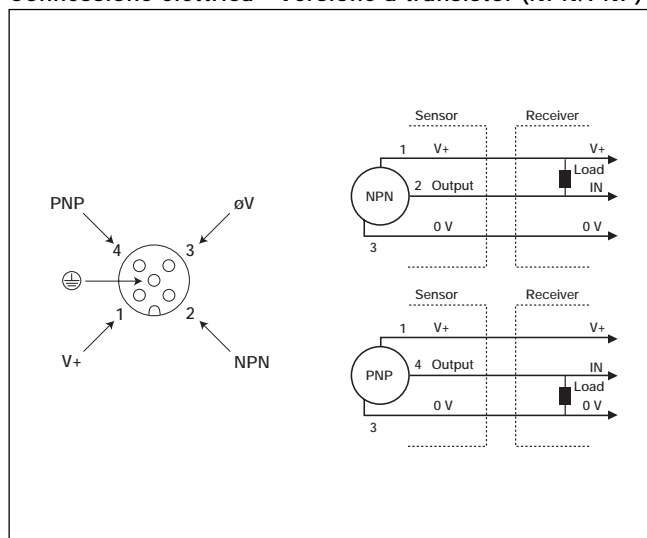 Connessione elettrica - Versione a transistor (NPN/PNP)
PNP
øV
4
3
1
2
V+
NPN
Sensor
Receiver
1
V+
V+
Load
NPN
2
Output
IN
0 V
0 V
3
Sensor
Receiver
1
V+
V+
PNP
4
Output
IN
Load
0 V
0 V
3